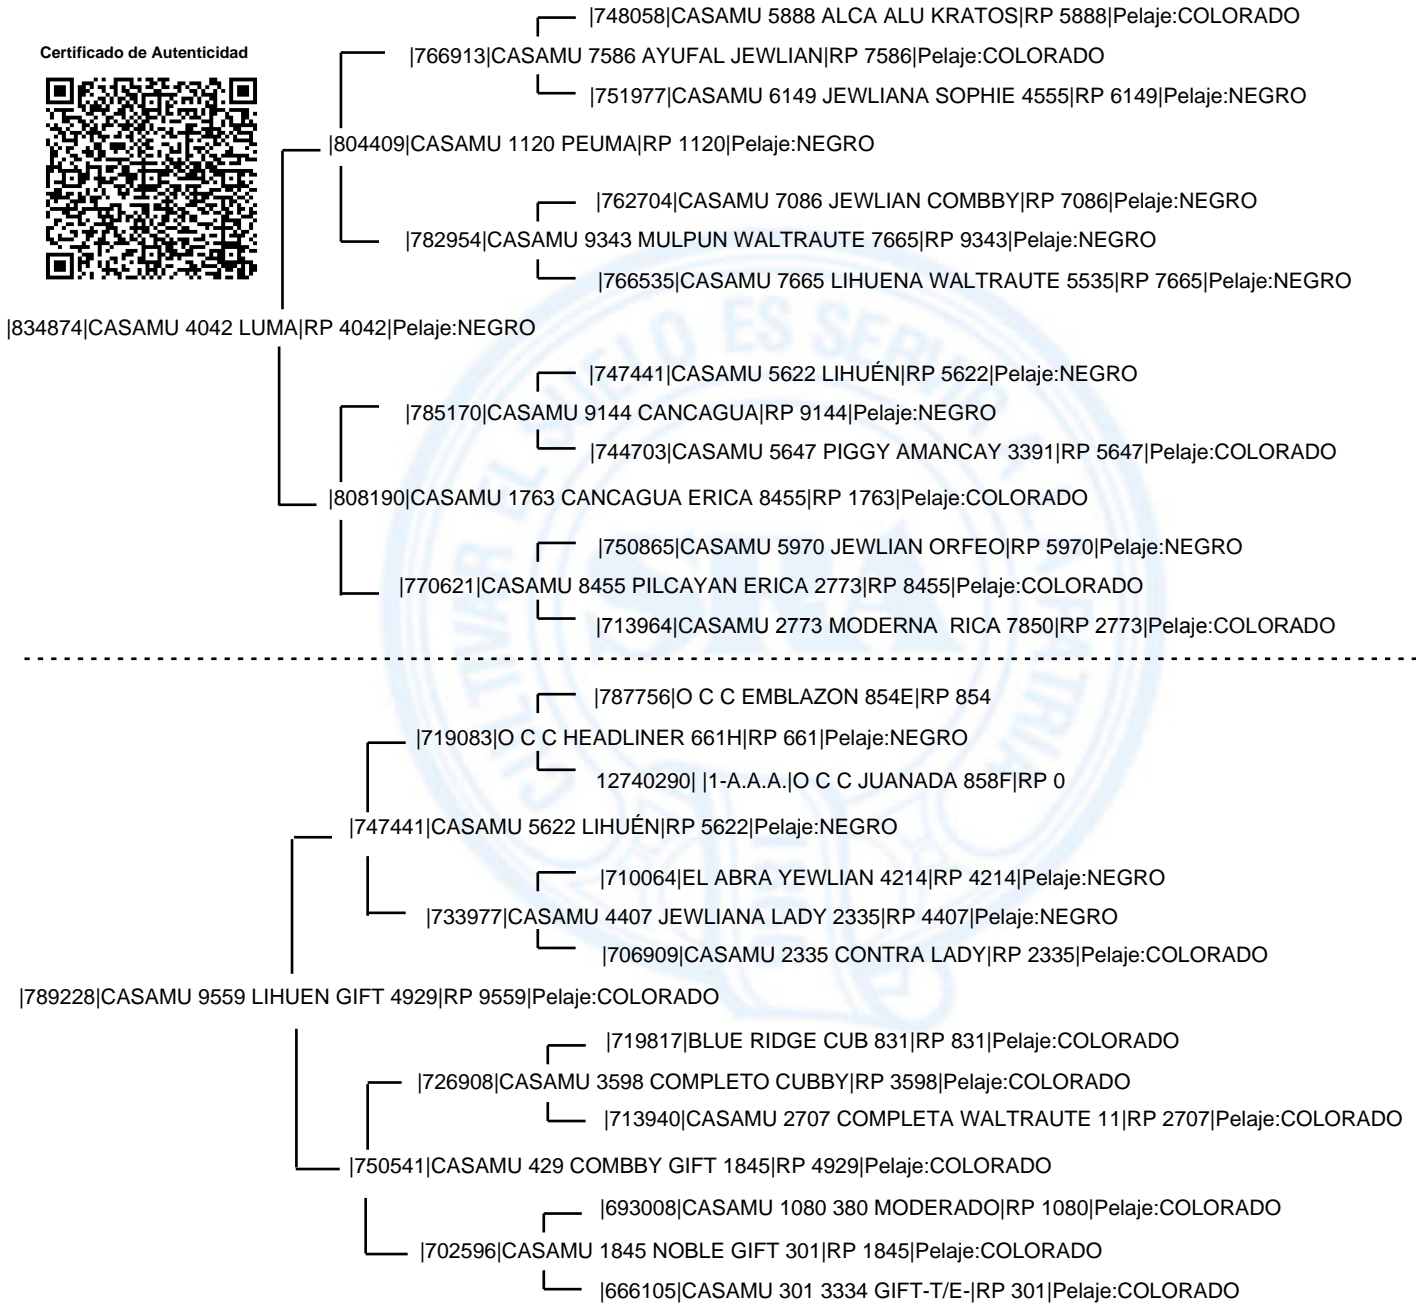 |748058|CASAMU 5888 ALCA ALU KRATOS|RP 5888|Pelaje:COLORADO
Certificado de Autenticidad
|766913|CASAMU 7586 AYUFAL JEWLIAN|RP 7586|Pelaje:COLORADO
|751977|CASAMU 6149 JEWLIANA SOPHIE 4555|RP 6149|Pelaje:NEGRO
|804409|CASAMU 1120 PEUMA|RP 1120|Pelaje:NEGRO
|762704|CASAMU 7086 JEWLIAN COMBBY|RP 7086|Pelaje:NEGRO
|782954|CASAMU 9343 MULPUN WALTRAUTE 7665|RP 9343|Pelaje:NEGRO
|766535|CASAMU 7665 LIHUENA WALTRAUTE 5535|RP 7665|Pelaje:NEGRO
|834874|CASAMU 4042 LUMA|RP 4042|Pelaje:NEGRO
|747441|CASAMU 5622 LIHUÉN|RP 5622|Pelaje:NEGRO
|785170|CASAMU 9144 CANCAGUA|RP 9144|Pelaje:NEGRO
|744703|CASAMU 5647 PIGGY AMANCAY 3391|RP 5647|Pelaje:COLORADO
|808190|CASAMU 1763 CANCAGUA ERICA 8455|RP 1763|Pelaje:COLORADO
|750865|CASAMU 5970 JEWLIAN ORFEO|RP 5970|Pelaje:NEGRO
|770621|CASAMU 8455 PILCAYAN ERICA 2773|RP 8455|Pelaje:COLORADO
|713964|CASAMU 2773 MODERNA  RICA 7850|RP 2773|Pelaje:COLORADO
|787756|O C C EMBLAZON 854E|RP 854
|719083|O C C HEADLINER 661H|RP 661|Pelaje:NEGRO
12740290| |1-A.A.A.|O C C JUANADA 858F|RP 0
|747441|CASAMU 5622 LIHUÉN|RP 5622|Pelaje:NEGRO
|710064|EL ABRA YEWLIAN 4214|RP 4214|Pelaje:NEGRO
|733977|CASAMU 4407 JEWLIANA LADY 2335|RP 4407|Pelaje:NEGRO
|706909|CASAMU 2335 CONTRA LADY|RP 2335|Pelaje:COLORADO
|789228|CASAMU 9559 LIHUEN GIFT 4929|RP 9559|Pelaje:COLORADO
|719817|BLUE RIDGE CUB 831|RP 831|Pelaje:COLORADO
|726908|CASAMU 3598 COMPLETO CUBBY|RP 3598|Pelaje:COLORADO
|713940|CASAMU 2707 COMPLETA WALTRAUTE 11|RP 2707|Pelaje:COLORADO
|750541|CASAMU 429 COMBBY GIFT 1845|RP 4929|Pelaje:COLORADO
|693008|CASAMU 1080 380 MODERADO|RP 1080|Pelaje:COLORADO
|702596|CASAMU 1845 NOBLE GIFT 301|RP 1845|Pelaje:COLORADO
|666105|CASAMU 301 3334 GIFT-T/E-|RP 301|Pelaje:COLORADO
CULTIVAR EL SUELO ES SERVIR A LA PATRIA
SRA
1866